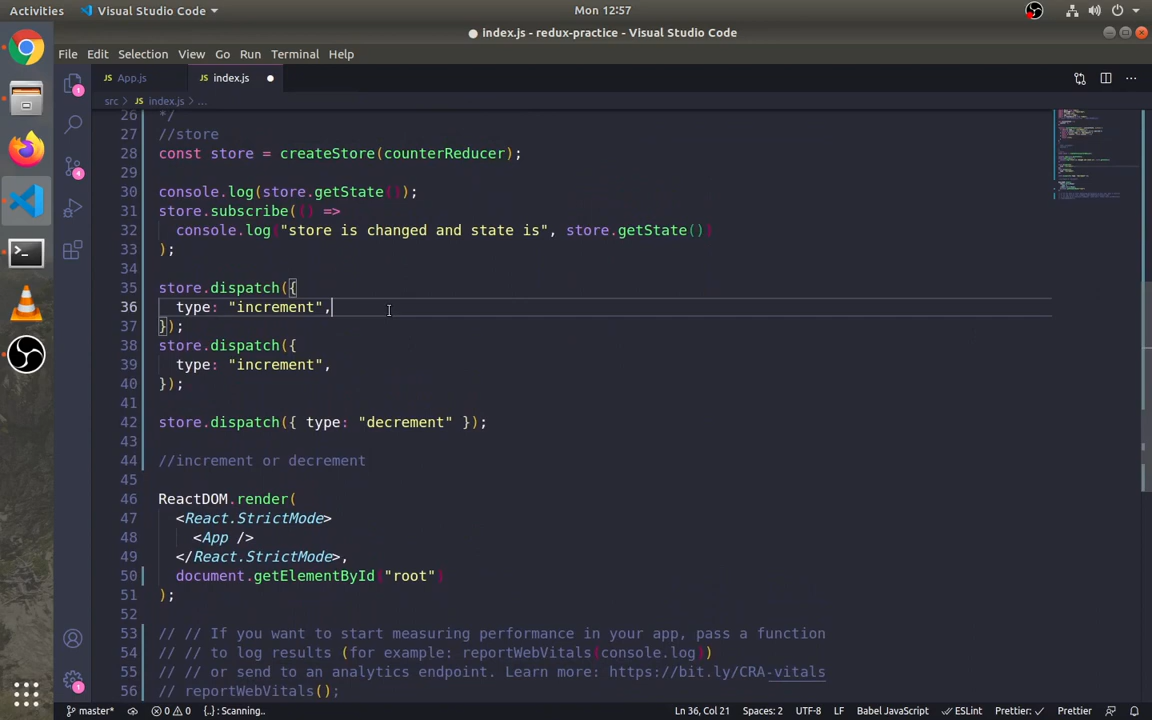 Activities
Visual Studio Code
Mon 12:57
index.js - redux-practice - Visual Studio Code
File Edit Selection View Go Run Terminal Help
JS App.js
JS index.js
src > JS index.js > ...
26 */
27 //store
28 const store = createStore(counterReducer);
29
30 console.log(store.getState());
31 store.subscribe(() =>
32 console.log("store is changed and state is", store.getState())
33 );
34
35 store.dispatch({
36 type: "increment",
37 });
38 store.dispatch({
39 type: "increment",
40 });
41
42 store.dispatch({ type: "decrement" });
43
44 //increment or decrement
45
46 ReactDOM.render(
47 <React.StrictMode>
48 <App />
49 </React.StrictMode>,
50 document.getElementById("root")
51 );
52
53 // // If you want to start measuring performance in your app, pass a function
54 // // to log results (for example: reportWebVitals(console.log))
55 // // or send to an analytics endpoint. Learn more: https://bit.ly/CRA-vitals
56 // reportWebVitals();
1
4
1
master* 0 0 {..}: Scanning.. Ln 36, Col 21 Spaces: 2 UTF-8 LF Babel JavaScript ESLint Prettier: Prettier